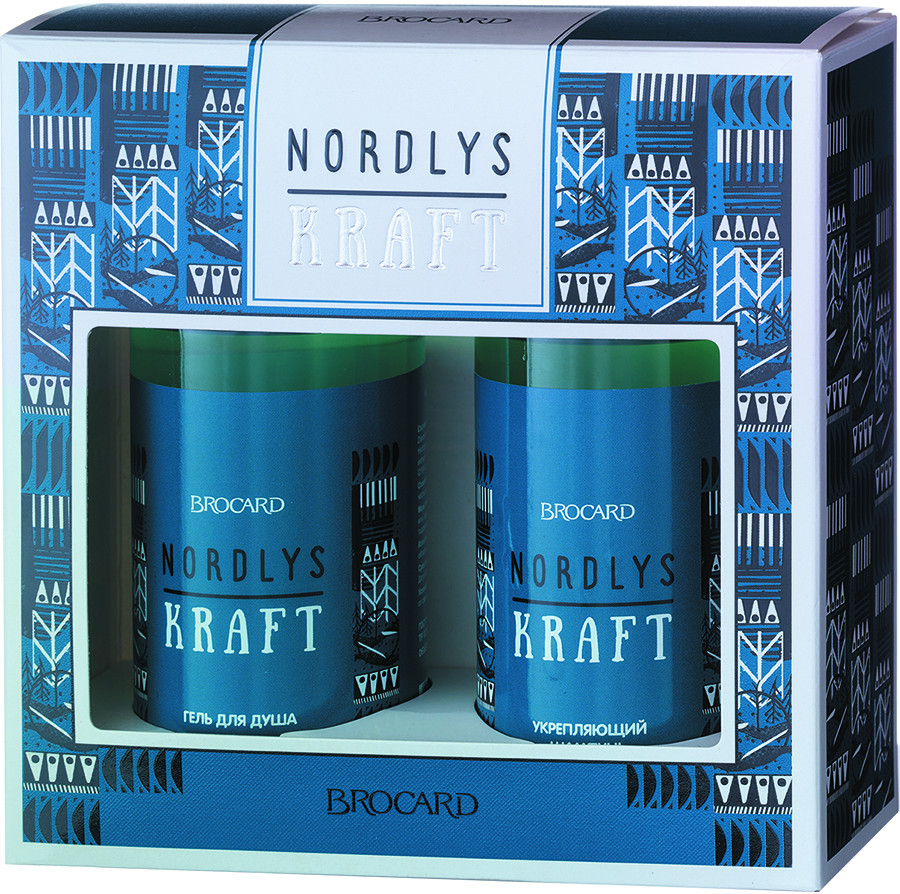 BROCARD
NORDLYS
KRAFT
BROCARD
NORDLYS
KRAFT
ГЕЛЬ ДЛЯ ДУША
BROCARD
NORDLYS
KRAFT
УКРЕПЛЯЮЩИЙ
BROCARD